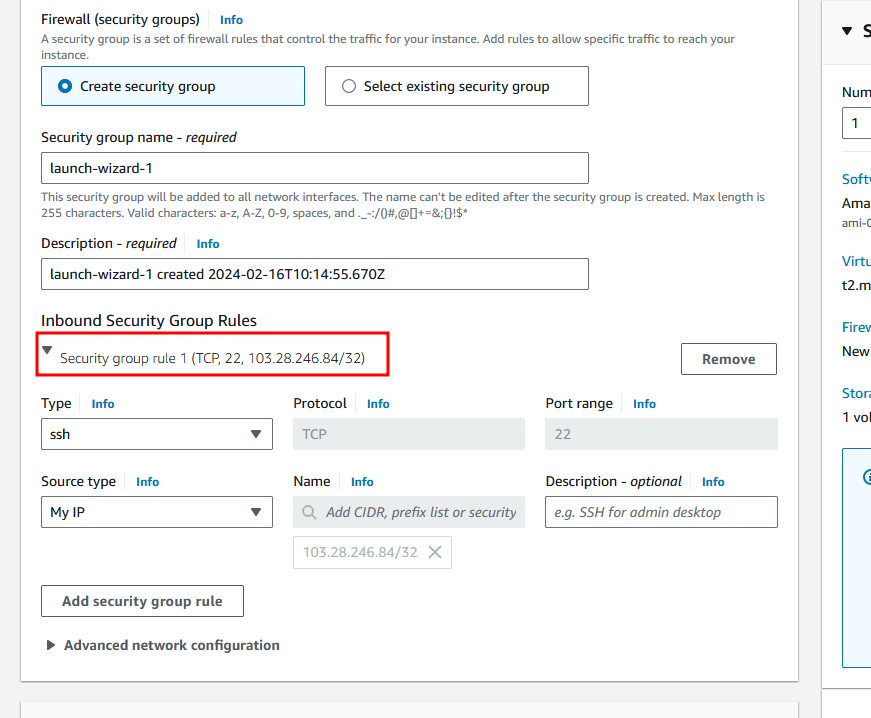 Firewall (security groups) Info
A security group is a set of firewall rules that control the traffic for your instance. Add rules to allow specific traffic to reach your
instance.
Create security group
Select existing security group
Security group name - required
launch-wizard-1
This security group will be added to all network interfaces. The name can't be edited after the security group is created. Max length is
255 characters. Valid characters: a-z, A-Z, 0-9, spaces, and ._-:/()#,@[]+=&;{}!$*
Description - required Info
launch-wizard-1 created 2024-02-16T10:14:55.670Z
Inbound Security Group Rules
Security group rule 1 (TCP, 22, 103.28.246.84/32)
Remove
Type Info
Protocol Info
Port range Info
ssh
TCP
22
Source type Info
Name Info
Description - optional Info
My IP
Add CIDR, prefix list or security
e.g. SSH for admin desktop
103.28.246.84/32
Add security group rule
Advanced network configuration
S
Num
1
Softv
Ama
ami-0
Virtu
t2.m
Firew
New
Stora
1 vol